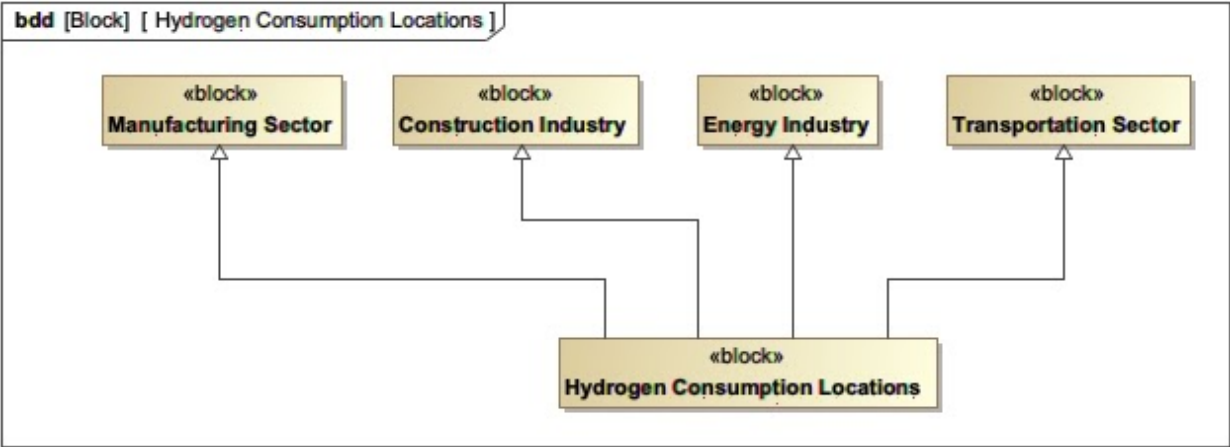 bdd [Block] [ Hydrogen Consumption Locations ]
«block» «block» «block» «block»
Manufacturing Sector Construction Industry Energy Industry Transportation Sector
«block»
Hydrogen Consumption Locations